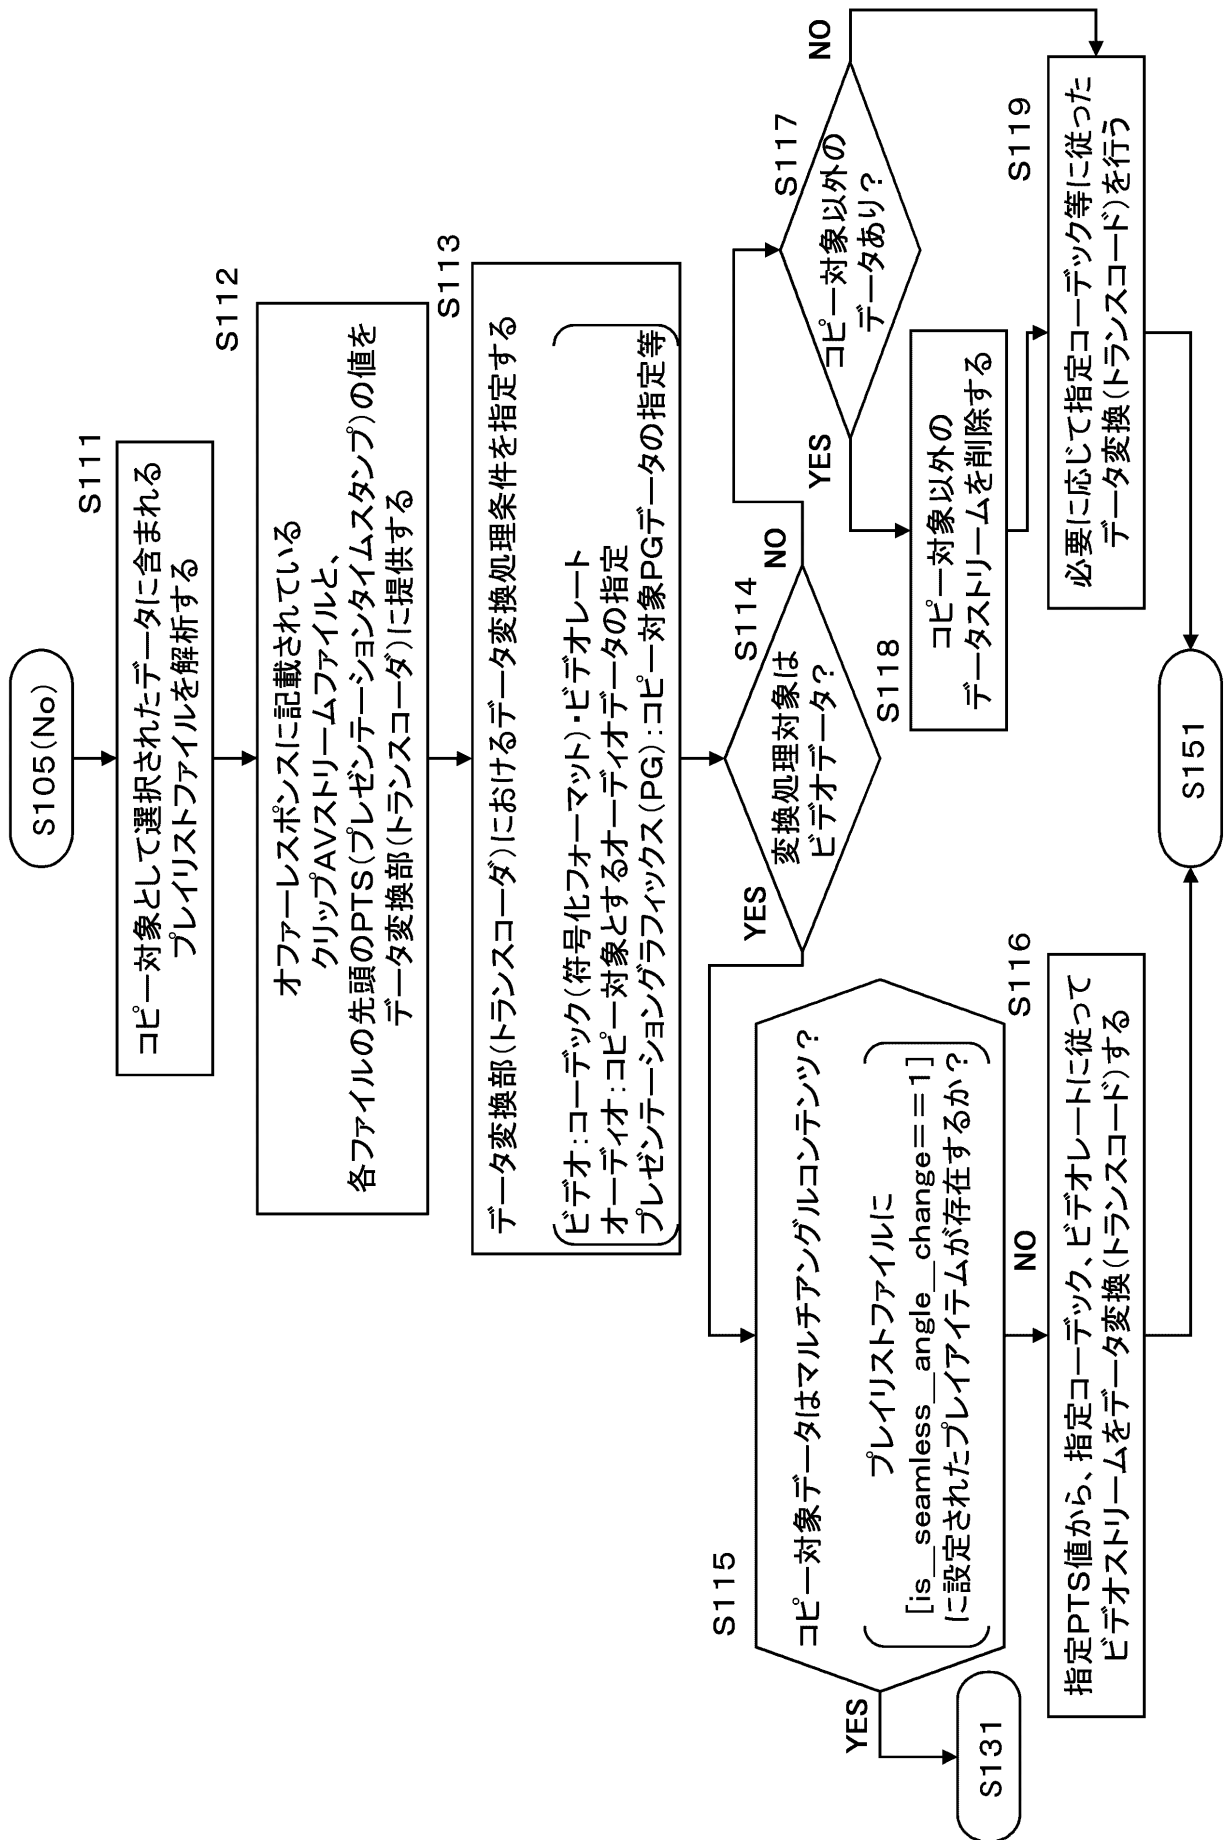 S105(No)
S111
コピー対象として選択されたデータに含まれる
プレイリストファイルを解析する
S112
オファーレスポンスに記載されている
クリップAVストリームファイルと、
各ファイルの先頭のPTS(プレゼンテーションタイムスタンプ)の値を
データ変換部(トランスコーダ)に提供する
S113
データ変換部(トランスコーダ)におけるデータ変換処理条件を指定する
ビデオ:コーデック(符号化フォーマット)・ビデオレート
オーディオ:コピー対象とするオーディオデータの指定
プレゼンテーショングラフィックス(PG):コピー対象PGデータの指定等
S114
変換処理対象は
ビデオデータ?
YES
NO
S115
コピー対象データはマルチアングルコンテンツ?
プレイリストファイルに
[is__seamless__angle__change==1]
に設定されたプレイアイテムが存在するか?
YES
NO
S131
S116
指定PTS値から、指定コーデック、ビデオレートに従って
ビデオストリームをデータ変換(トランスコード)する
S117
コピー対象以外の
データあり?
YES
NO
S118
コピー対象以外の
データストリームを削除する
S119
必要に応じて指定コーデック等に従った
データ変換(トランスコード)を行う
S151